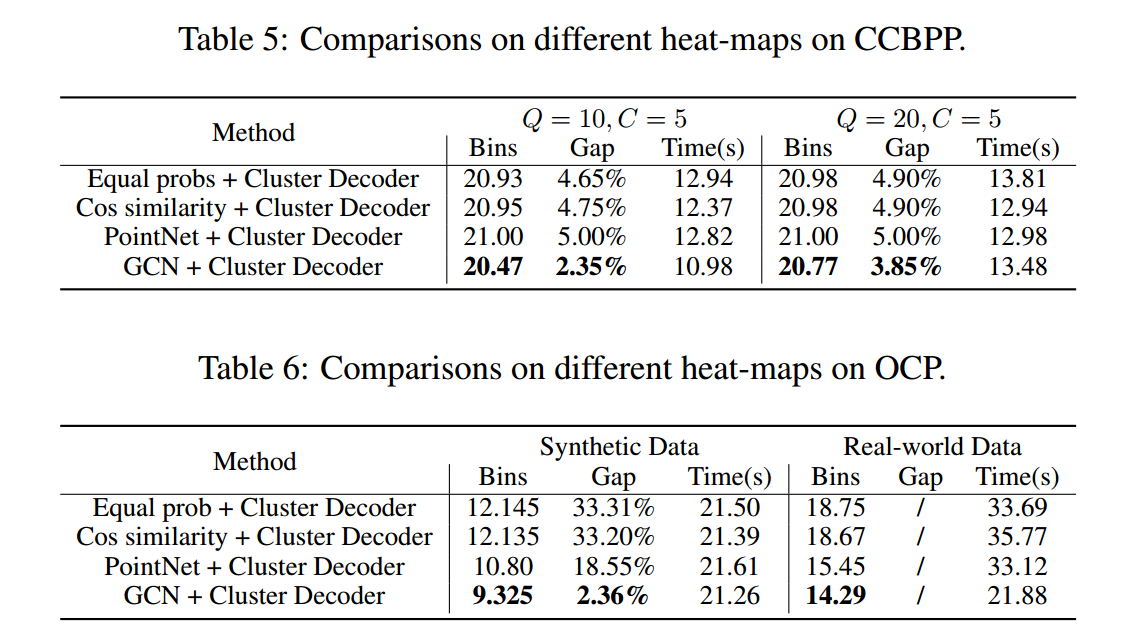 Table 5: Comparisons on different heat-maps on CCBPP.
Method Q = 10, C = 5 Q = 20, C = 5
Bins Gap Time(s) Bins Gap Time(s)
Equal probs + Cluster Decoder 20.93 4.65% 12.94 20.98 4.90% 13.81
Cos similarity + Cluster Decoder 20.95 4.75% 12.37 20.98 4.90% 12.94
PointNet + Cluster Decoder 21.00 5.00% 12.82 21.00 5.00% 12.98
GCN + Cluster Decoder 20.47 2.35% 10.98 20.77 3.85% 13.48
Table 6: Comparisons on different heat-maps on OCP.
Method Synthetic Data Real-world Data
Bins Gap Time(s) Bins Gap Time(s)
Equal prob + Cluster Decoder 12.145 33.31% 21.50 18.75 / 33.69
Cos similarity + Cluster Decoder 12.135 33.20% 21.39 18.67 / 35.77
PointNet + Cluster Decoder 10.80 18.55% 21.61 15.45 / 33.12
GCN + Cluster Decoder 9.325 2.36% 21.26 14.29 / 21.88